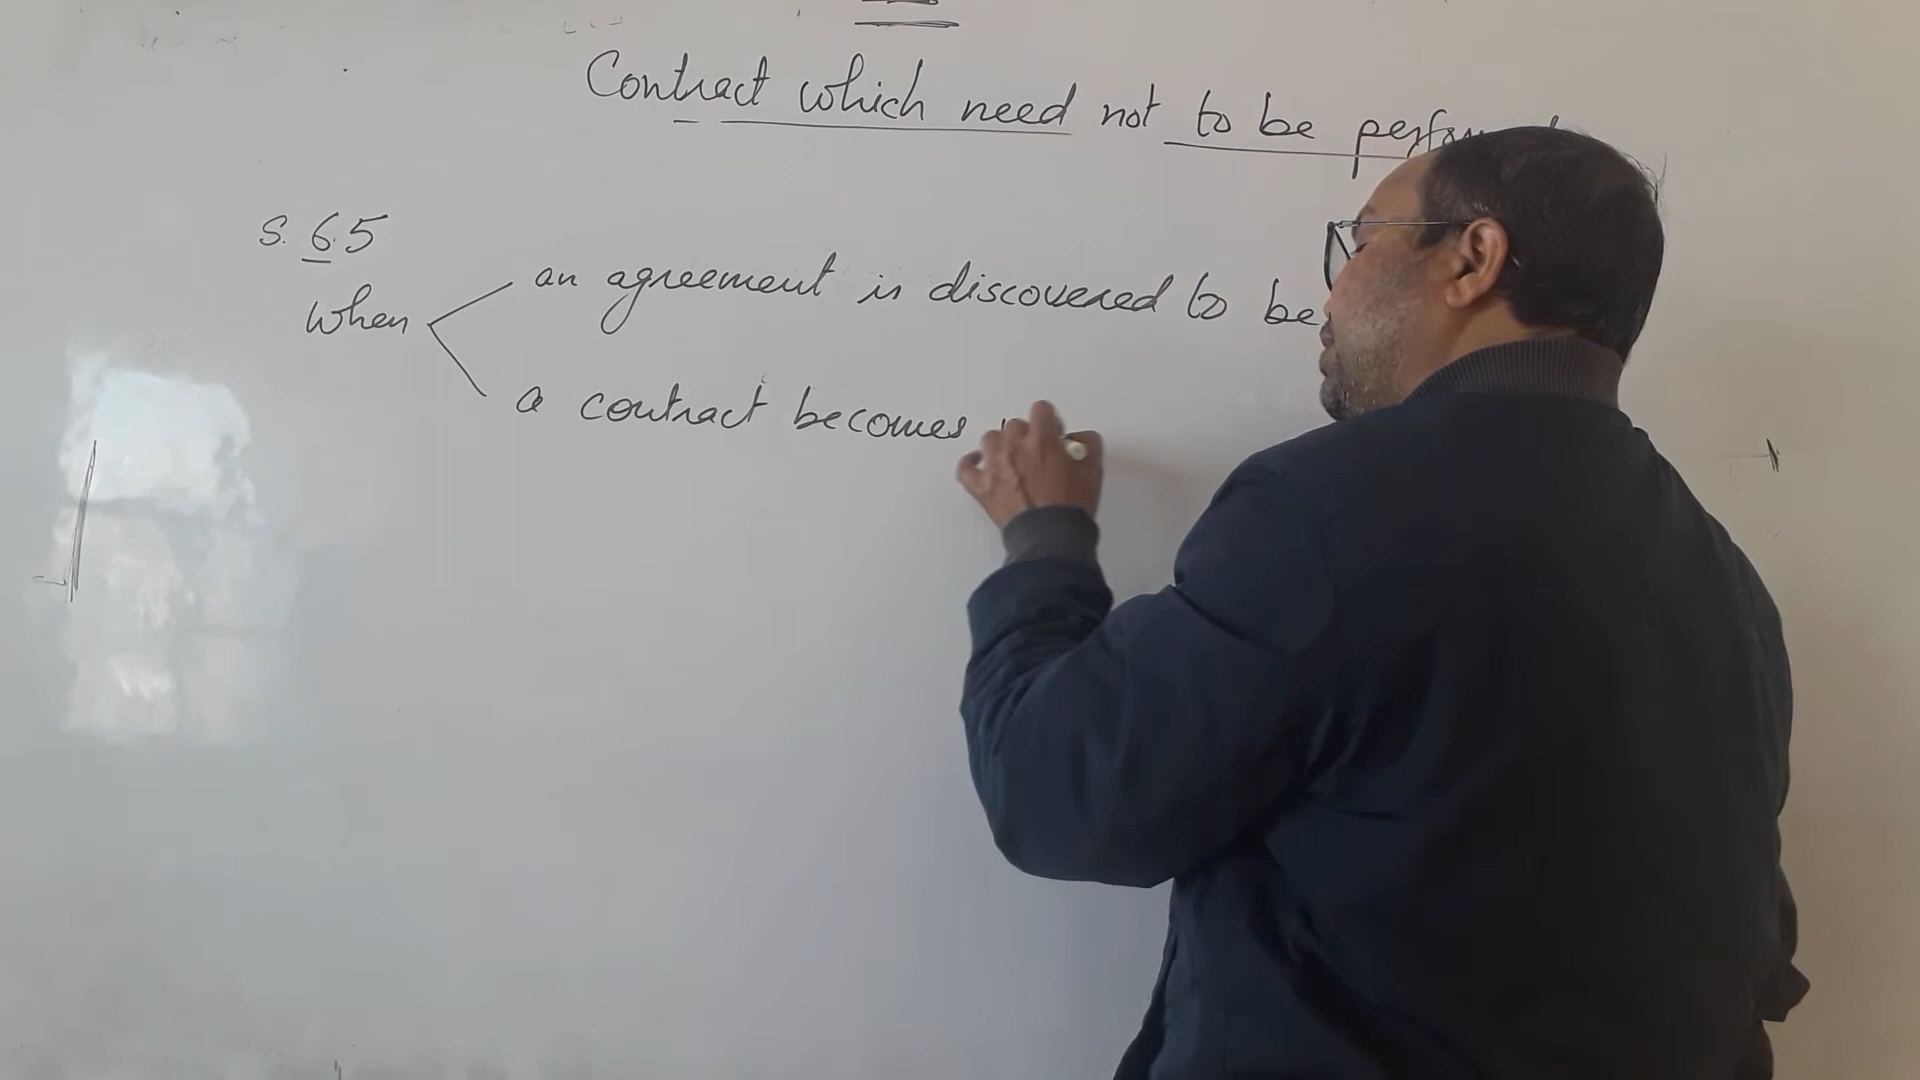 Contract which need not to be
S. 65
When
an agreement is discovered to be
a contract becomes